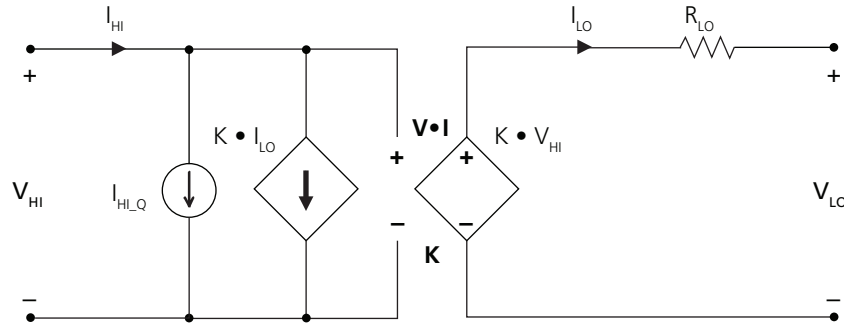 I_HI
I_LO
R_LO
+
+
K • I_LO
V•I
K • V_HI
+
+
V_HI
I_HI_Q
V_LO
–
–
K
–
–